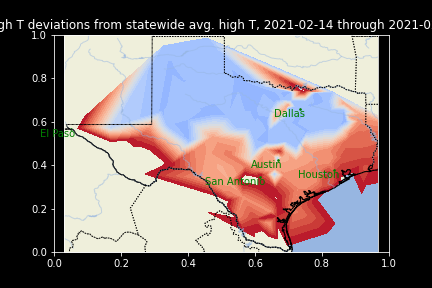 gh T deviations from statewide avg. high T, 2021-02-14 through 2021-0
1.0
0.8
0.6
0.4
0.2
0.0
Dallas
El Paso
Austin
Houston
San Antonio
0.0 0.2 0.4 0.6 0.8 1.0